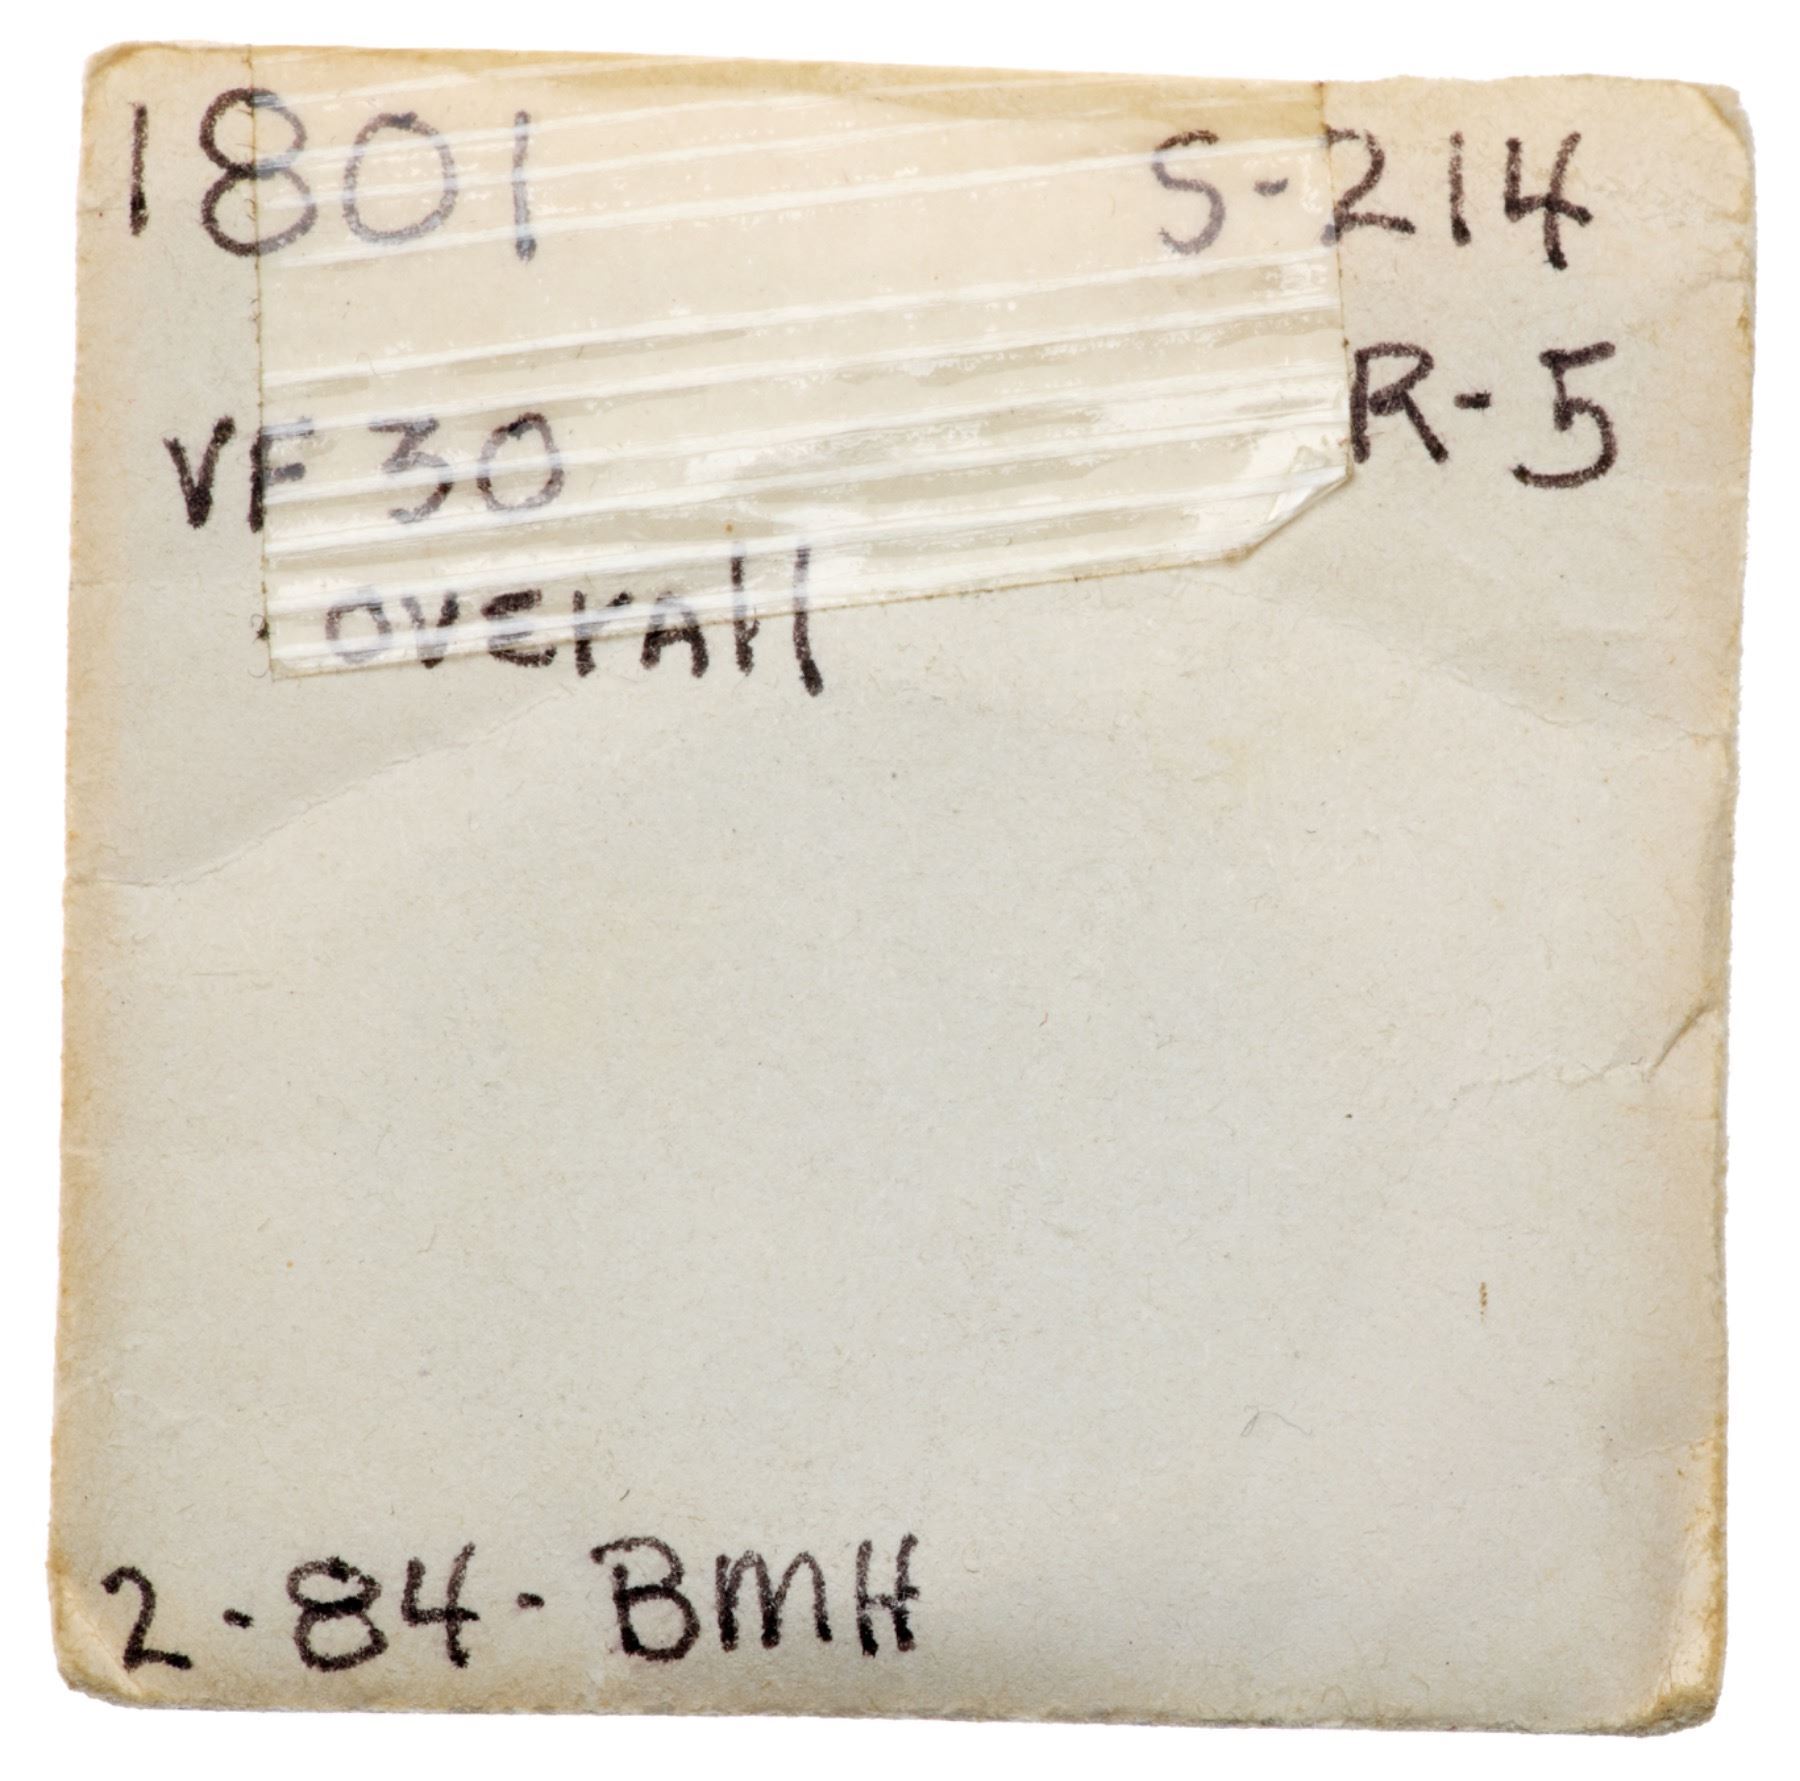 1801 S-214
R-5
VF 30
overall
2-84-BMH